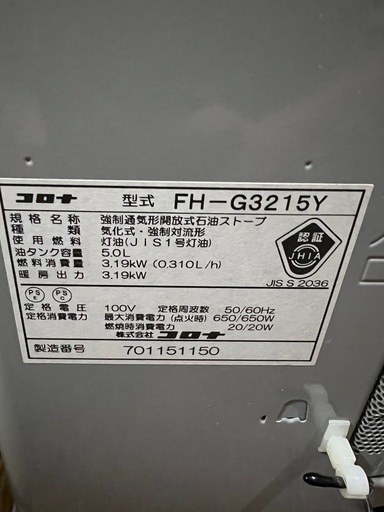 コロナ 型式 FH-G3215Y
規格名称 強制通気形開放式石油ストーブ
種類 気化式・強制対流形
使用燃料 灯油(JIS1号灯油)
油タンク容量 5.0L
燃料消費量 3.19kW(0.310L/h)
暖房出力 3.19kW
認証
JHIA
JIS S 2036
PS E PS C
定格電圧 100V 定格周波数 50/60Hz
定格消費電力 最大消費電力(点火時)650/650W
燃焼時消費電力 20/20W
株式会社 コロナ
製造番号 701151150